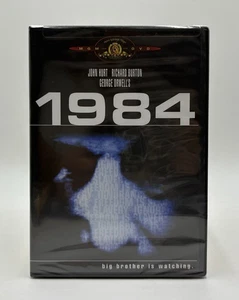 JOHN HURT RICHARD BURTON
GEORGE ORWELL'S
1984
big brother is watching.